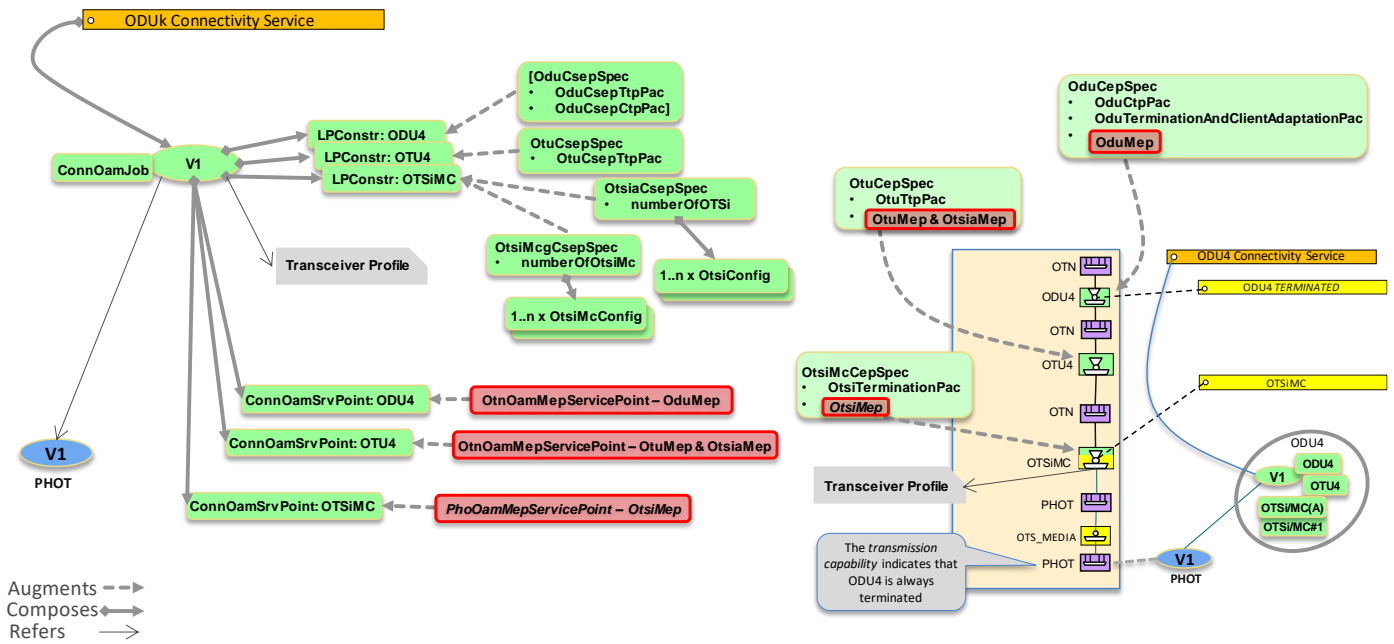 ODUk Connectivity Service
[OduCsepSpec
• OduCsepTtpPac
• OduCsepCtpPac]
LPConstr: ODU4
LPConstr: OTU4
LPConstr: OTSiMC
OtuCsepSpec
• OtuCsepTtpPac
ConnOamJob
V1
OtsiaCsepSpec
• numberOfOTSi
OtsiMcgCsepSpec
• numberOfOtsiMc
Transceiver Profile
1..n x OtsiConfig
1..n x OtsiMcConfig
ConnOamSrvPoint: ODU4
OtnOamMepServicePoint – OduMep
ConnOamSrvPoint: OTU4
OtnOamMepServicePoint – OtuMep & OtsiaMep
V1
PHOT
ConnOamSrvPoint: OTSiMC
PhoOamMepServicePoint – OtsiMep
Augments
Composes
Refers
OduCepSpec
• OduCtpPac
• OduTerminationAndClientAdaptationPac
• OduMep
OtuCepSpec
• OtuTtpPac
• OtuMep & OtsiaMep
OtsiMcCepSpec
• OtsiTerminationPac
• OtsiMep
OTN
ODU4
OTN
OTU4
OTN
OTSiMC
PHOT
OTS_MEDIA
PHOT
Transceiver Profile
The transmission
capability indicates that
ODU4 is always
terminated
ODU4 Connectivity Service
ODU4 TERMINATED
OTSiMC
ODU4
ODU4
V1
OTU4
OTSi/MC(A)
OTSi/MC#1
V1
PHOT